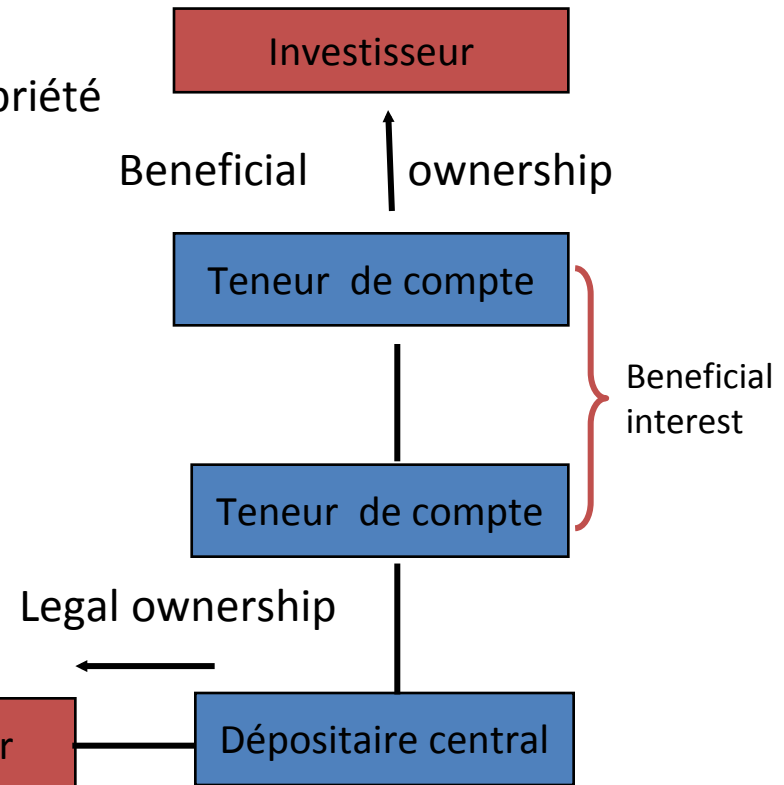 Investisseur
priété
Beneficial ownership
Teneur de compte
Beneficial
interest
Teneur de compte
Legal ownership
r
Dépositaire central